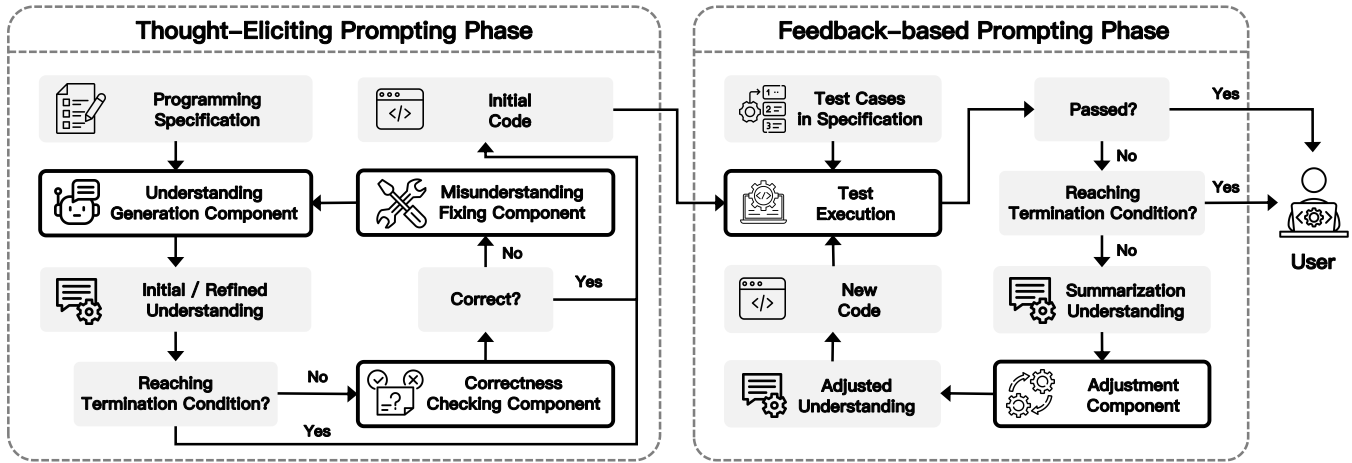 Thought-Eliciting Prompting Phase
Programming
Specification
Initial
Code
Understanding
Generation Component
Misunderstanding
Fixing Component
No
Initial / Refined
Understanding
Correct?
Yes
Reaching
Termination Condition?
No
Correctness
Checking Component
Yes
Feedback-based Prompting Phase
Test Cases
in Specification
Passed?
Yes
No
Test
Execution
Reaching
Termination Condition?
Yes
No
User
New
Code
Summarization
Understanding
Adjusted
Understanding
Adjustment
Component